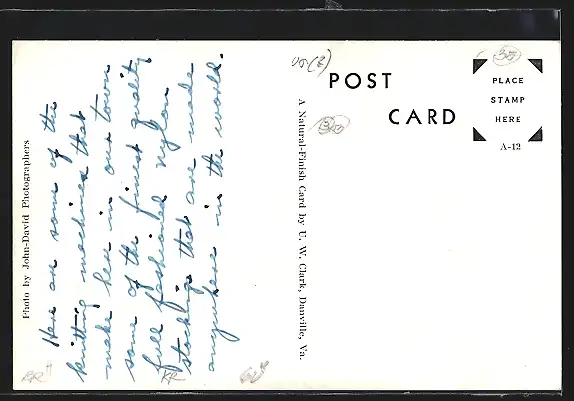 Photo by John-David Photographers
Here are some of the
knitting machines that
make here in our town
some of the finest quality
full fashioned nylon
stockings that are made
anywhere in the world.
A Natural-Finish Card by U. W. Clark, Danville, Va.
POST
CARD
PLACE
STAMP
HERE
A-12
35